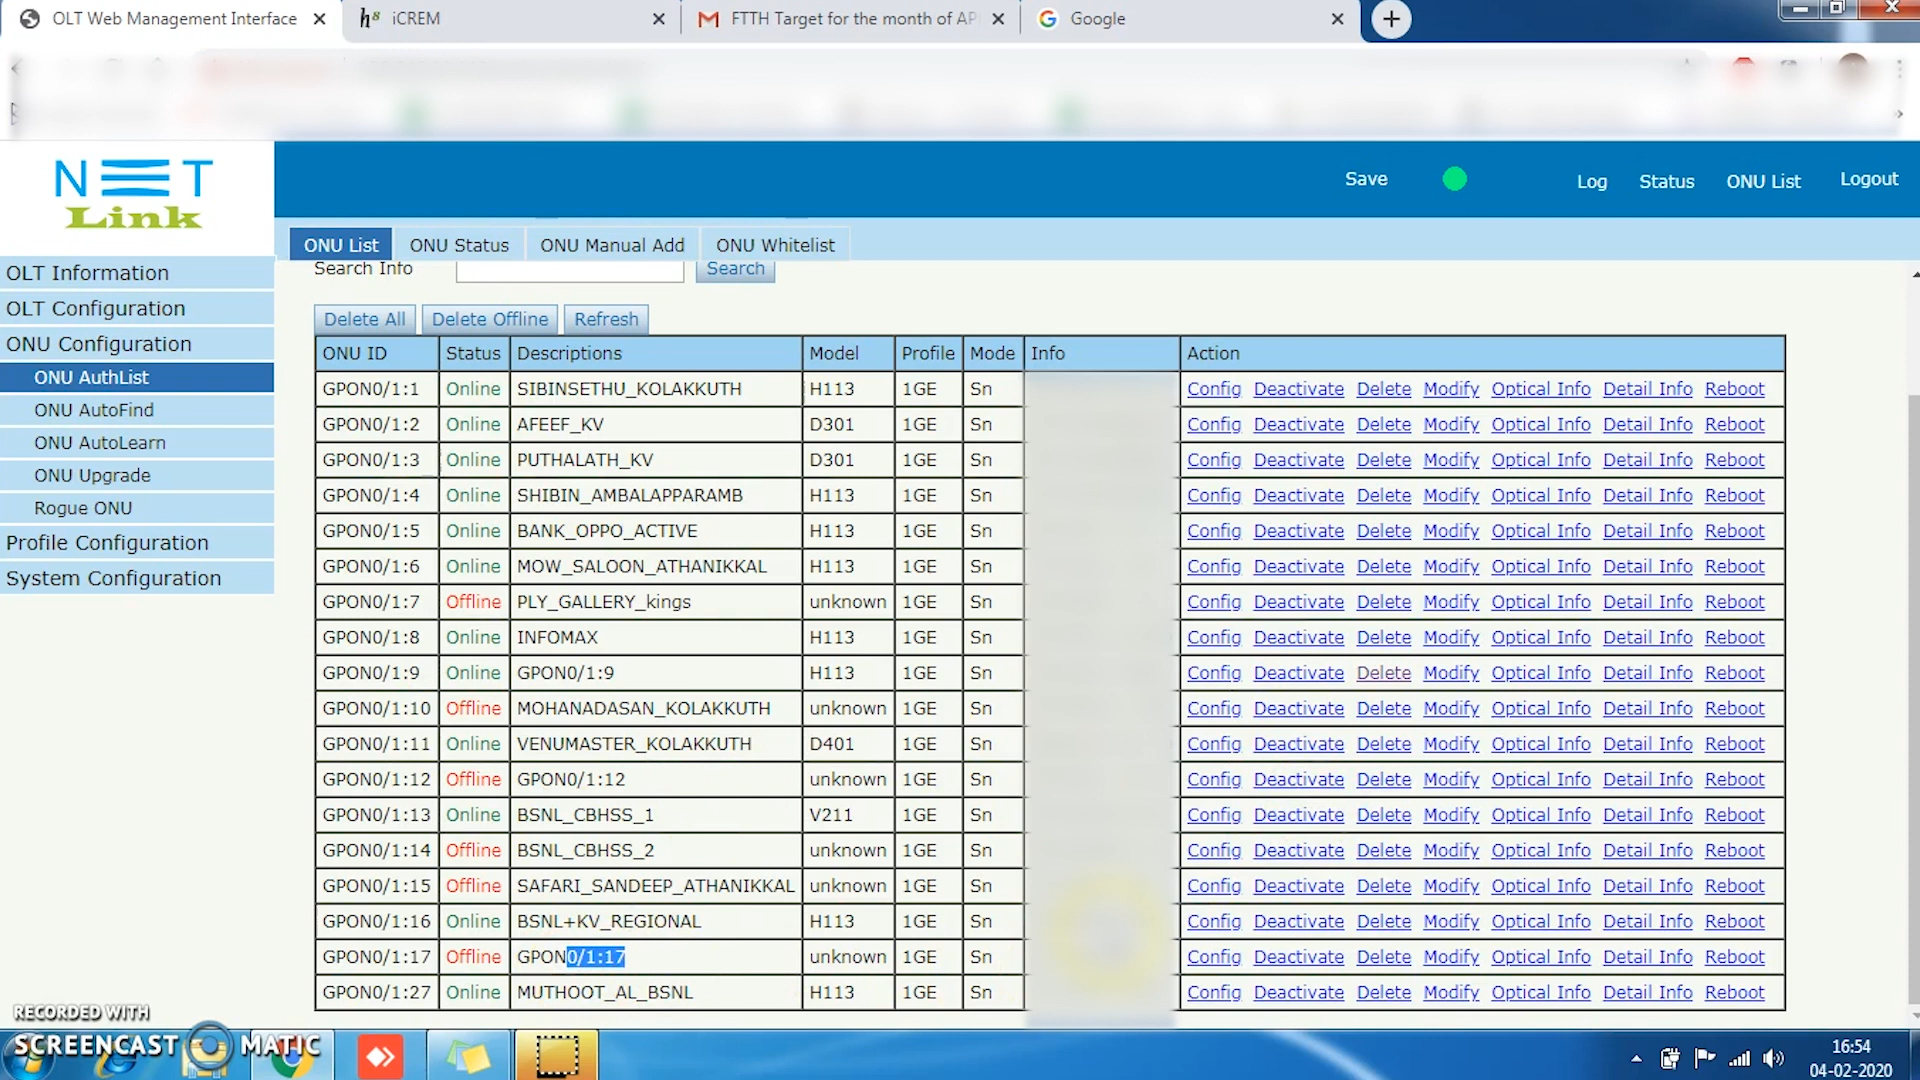 OLT Web Management Interface
iCREM
FTTH Target for the month of AP
Google
NET
Link
Save
Log
Status
ONU List
Logout
ONU List
ONU Status
ONU Manual Add
ONU Whitelist
OLT Information
OLT Configuration
ONU Configuration
ONU AuthList
ONU AutoFind
ONU AutoLearn
ONU Upgrade
Rogue ONU
Profile Configuration
System Configuration
Search Info
Search
Delete All
Delete Offline
Refresh
ONU ID Status Descriptions Model Profile Mode Info Action
GPON0/1:1 Online SIBINSETHU_KOLAKKUTH H113 1GE Sn Config Deactivate Delete Modify Optical Info Detail Info Reboot
GPON0/1:2 Online AFEEF_KV D301 1GE Sn Config Deactivate Delete Modify Optical Info Detail Info Reboot
GPON0/1:3 Online PUTHALATH_KV D301 1GE Sn Config Deactivate Delete Modify Optical Info Detail Info Reboot
GPON0/1:4 Online SHIBIN_AMBALAPPARAMB H113 1GE Sn Config Deactivate Delete Modify Optical Info Detail Info Reboot
GPON0/1:5 Online BANK_OPPO_ACTIVE H113 1GE Sn Config Deactivate Delete Modify Optical Info Detail Info Reboot
GPON0/1:6 Online MOW_SALOON_ATHANIKKAL H113 1GE Sn Config Deactivate Delete Modify Optical Info Detail Info Reboot
GPON0/1:7 Offline PLY_GALLERY_kings unknown 1GE Sn Config Deactivate Delete Modify Optical Info Detail Info Reboot
GPON0/1:8 Online INFOMAX H113 1GE Sn Config Deactivate Delete Modify Optical Info Detail Info Reboot
GPON0/1:9 Online GPON0/1:9 H113 1GE Sn Config Deactivate Delete Modify Optical Info Detail Info Reboot
GPON0/1:10 Offline MOHANADASAN_KOLAKKUTH unknown 1GE Sn Config Deactivate Delete Modify Optical Info Detail Info Reboot
GPON0/1:11 Online VENUMASTER_KOLAKKUTH D401 1GE Sn Config Deactivate Delete Modify Optical Info Detail Info Reboot
GPON0/1:12 Offline GPON0/1:12 unknown 1GE Sn Config Deactivate Delete Modify Optical Info Detail Info Reboot
GPON0/1:13 Online BSNL_CBHSS_1 V211 1GE Sn Config Deactivate Delete Modify Optical Info Detail Info Reboot
GPON0/1:14 Offline BSNL_CBHSS_2 unknown 1GE Sn Config Deactivate Delete Modify Optical Info Detail Info Reboot
GPON0/1:15 Offline SAFARI_SANDEEP_ATHANIKKAL unknown 1GE Sn Config Deactivate Delete Modify Optical Info Detail Info Reboot
GPON0/1:16 Online BSNL+KV_REGIONAL H113 1GE Sn Config Deactivate Delete Modify Optical Info Detail Info Reboot
GPON0/1:17 Offline GPON0/1:17 unknown 1GE Sn Config Deactivate Delete Modify Optical Info Detail Info Reboot
GPON0/1:27 Online MUTHOOT_AL_BSNL H113 1GE Sn Config Deactivate Delete Modify Optical Info Detail Info Reboot
RECORDED WITH
SCREENCAST MATIC
16:54
04-02-2020